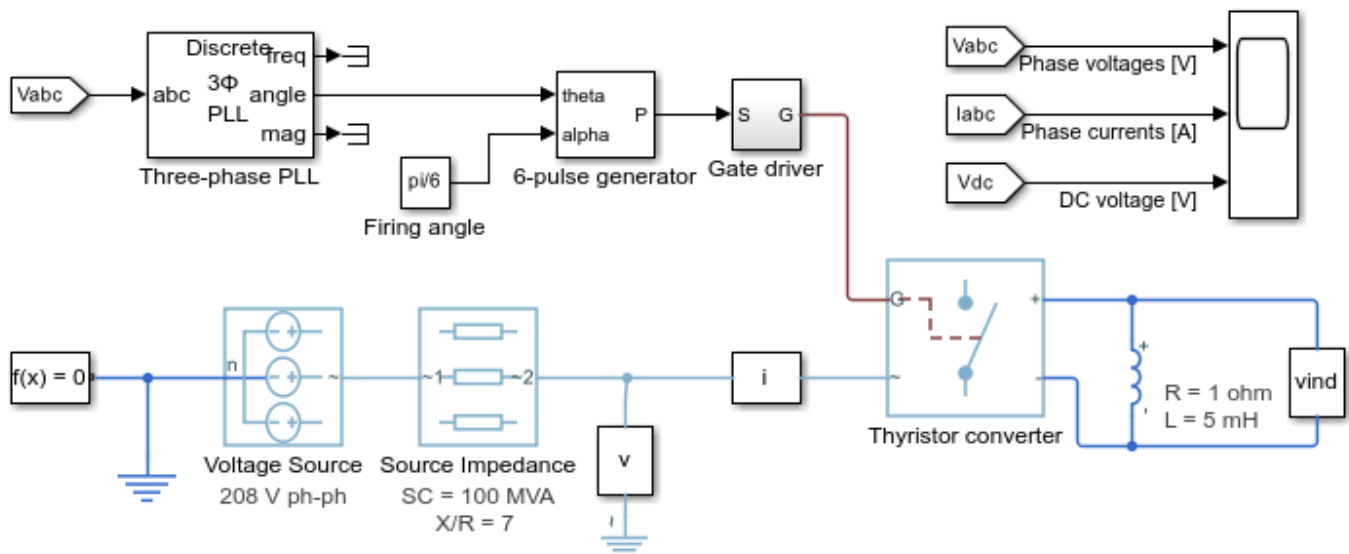 Vabc
Discrete
3Φ
PLL
abc
freq
angle
mag
Three-phase PLL
pi/6
Firing angle
theta
alpha
P
6-pulse generator
S
G
Gate driver
Vabc
Phase voltages [V]
Iabc
Phase currents [A]
Vdc
DC voltage [V]
f(x) = 0
n
- +
- +
- +
~
Voltage Source
208 V ph-ph
~1
~2
Source Impedance
SC = 100 MVA
X/R = 7
v
~
i
G
~
+
-
Thyristor converter
+
-
R = 1 ohm
L = 5 mH
vind